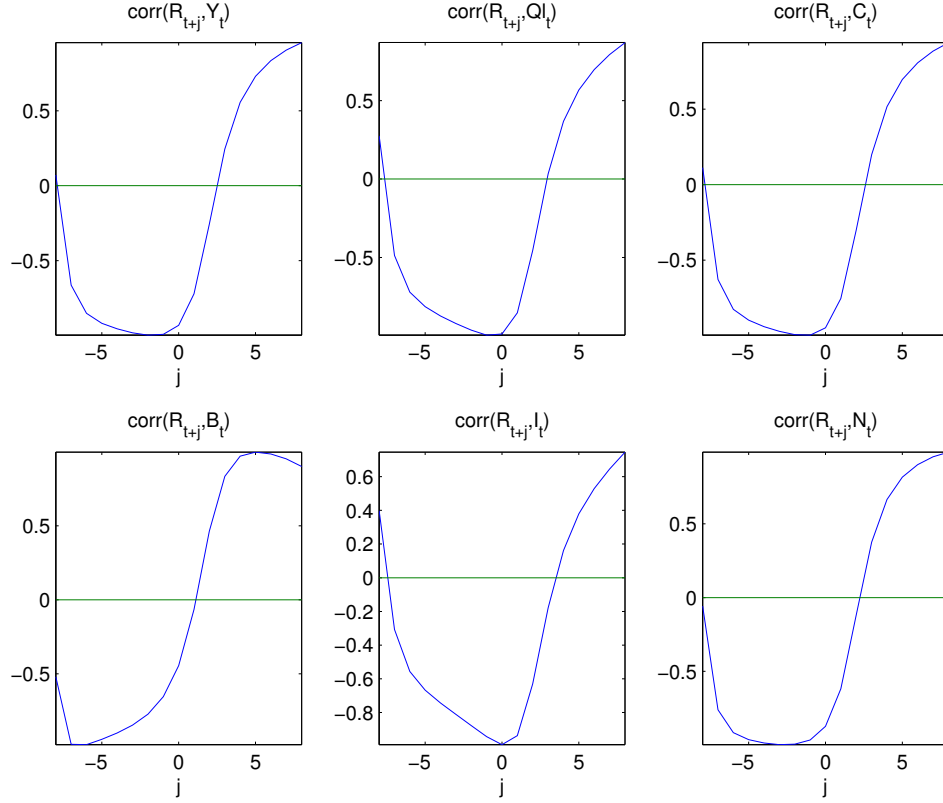 corr(R_{t+j},Y_t)
0.5
0
−0.5
−5 0 5
j
corr(R_{t+j},QI_t)
0.5
0
−0.5
−5 0 5
j
corr(R_{t+j},C_t)
0.5
0
−0.5
−5 0 5
j
corr(R_{t+j},B_t)
0.5
0
−0.5
−5 0 5
j
corr(R_{t+j},I_t)
0.6
0.4
0.2
0
−0.2
−0.4
−0.6
−0.8
−5 0 5
j
corr(R_{t+j},N_t)
0.5
0
−0.5
−5 0 5
j